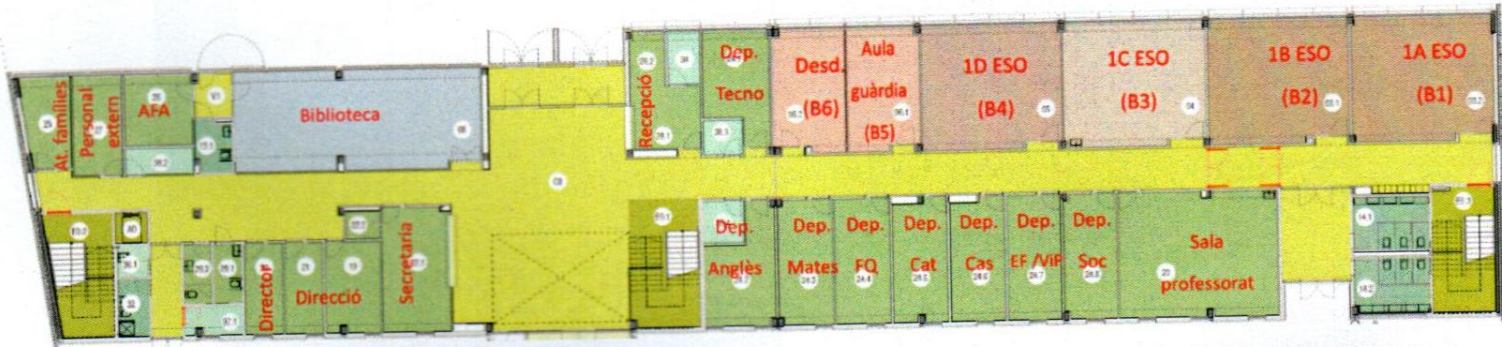 At. famílies
Personal extern
AFA
Biblioteca
Recepció
Dep. Tecno
Desd. (B6)
Aula guàrdia (B5)
1D ESO (B4)
1C ESO (B3)
1B ESO (B2)
1A ESO (B1)
Director
Direcció
Secretaria
Dep. Anglès
Dep. Mates
Dep. FQ
Dep. Cat
Dep. Cas
Dep. EF /ViP
Dep. Soc
Sala professorat